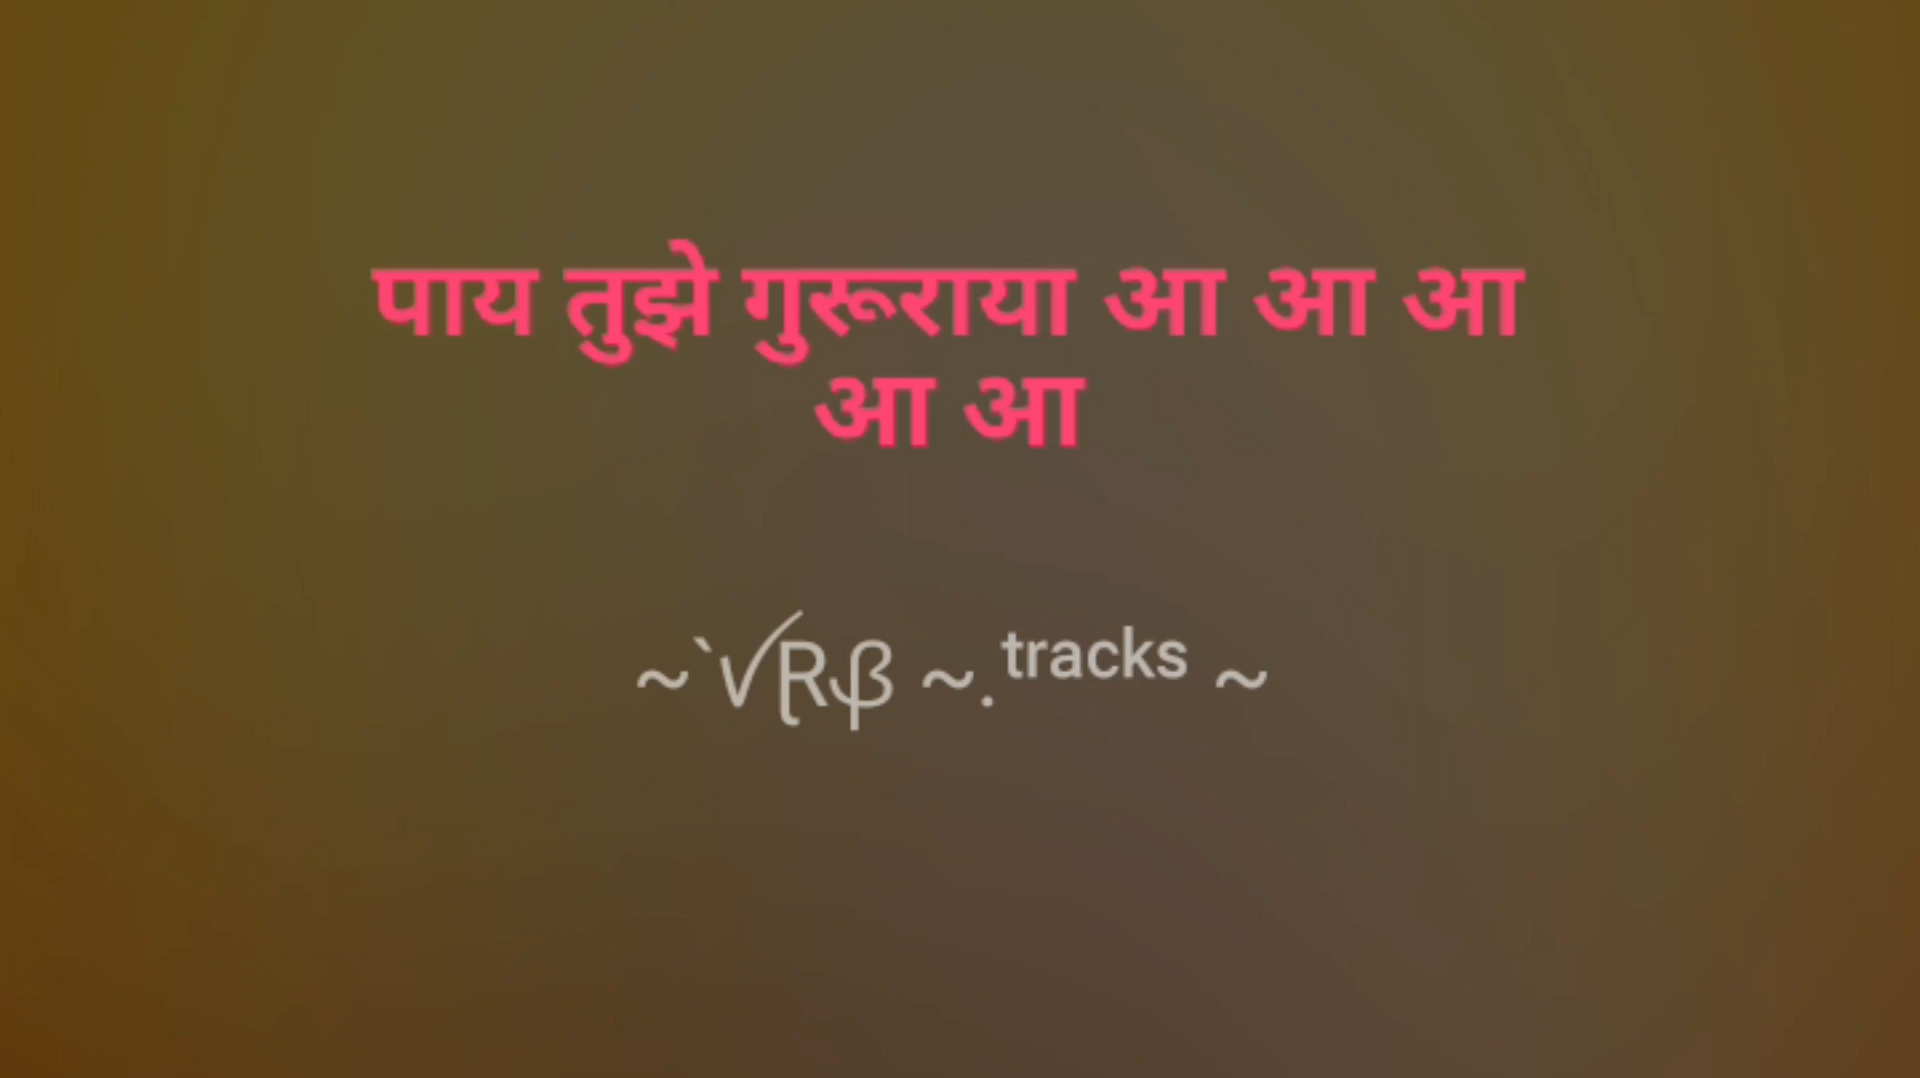 पाय तुझे गुरूराया आ आ आ
आ आ
~`√Rβ ~.tracks ~